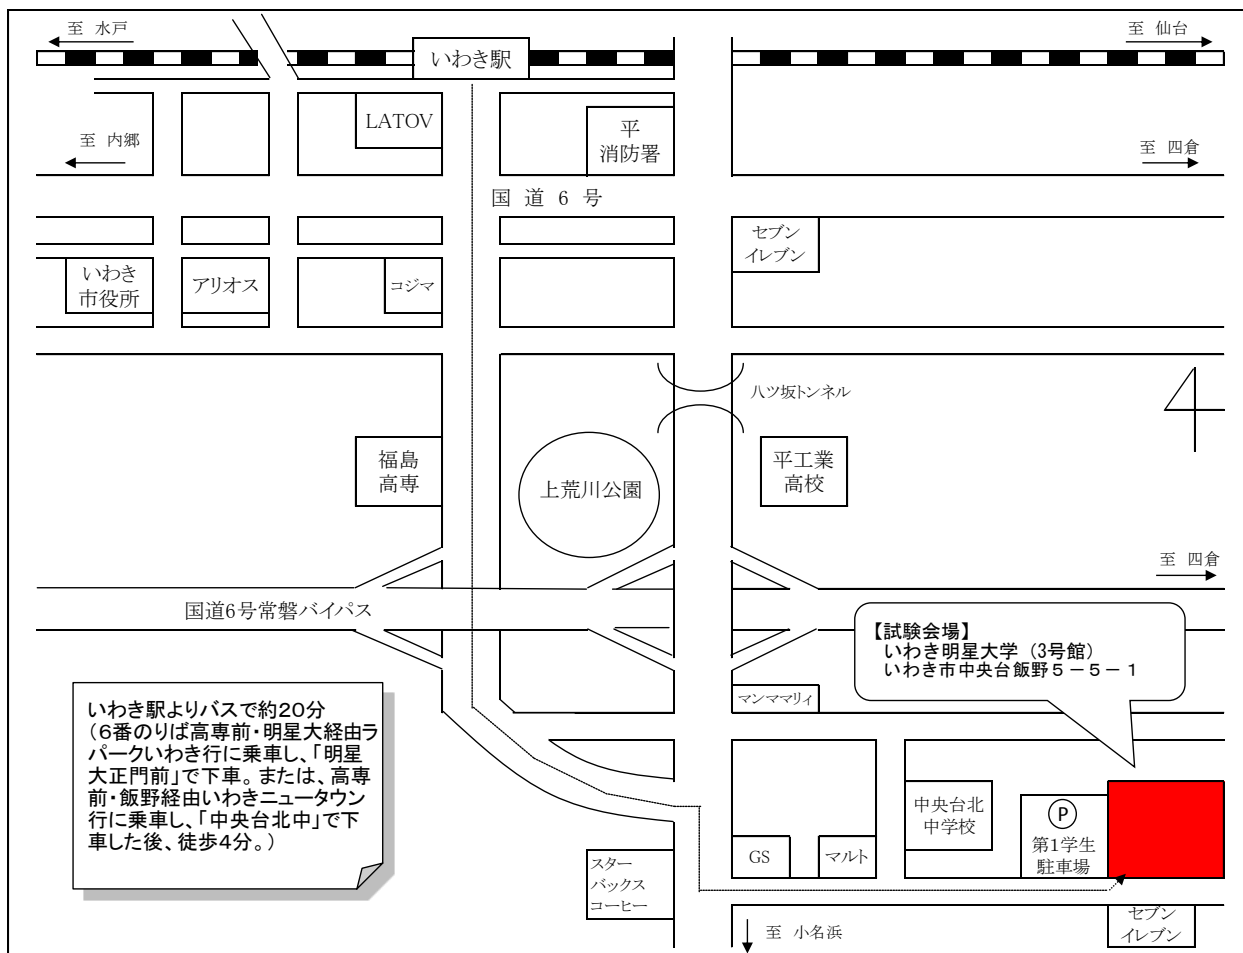 至 水戸
至 仙台
いわき駅
LATOV
平
消防署
至 内郷
至 四倉
国 道 6 号
セブン
イレブン
いわき
市役所
アリオス
コジマ
八ツ坂トンネル
福島
高専
上荒川公園
平工業
高校
至 四倉
国道6号常磐バイパス
【試験会場】
いわき明星大学（3号館）
いわき市中央台飯野５－５－１
マンママリィ
いわき駅よりバスで約２０分
（６番のりば高専前・明星大経由ラ
パークいわき行に乗車し、「明星
大正門前」で下車。または、高専
前・飯野経由いわきニュータウン
行に乗車し、「中央台北中」で下
車した後、徒歩４分。）
中央台北
中学校
P
第1学生
駐車場
GS
マルト
スター
バックス
コーヒー
セブン
イレブン
至 小名浜